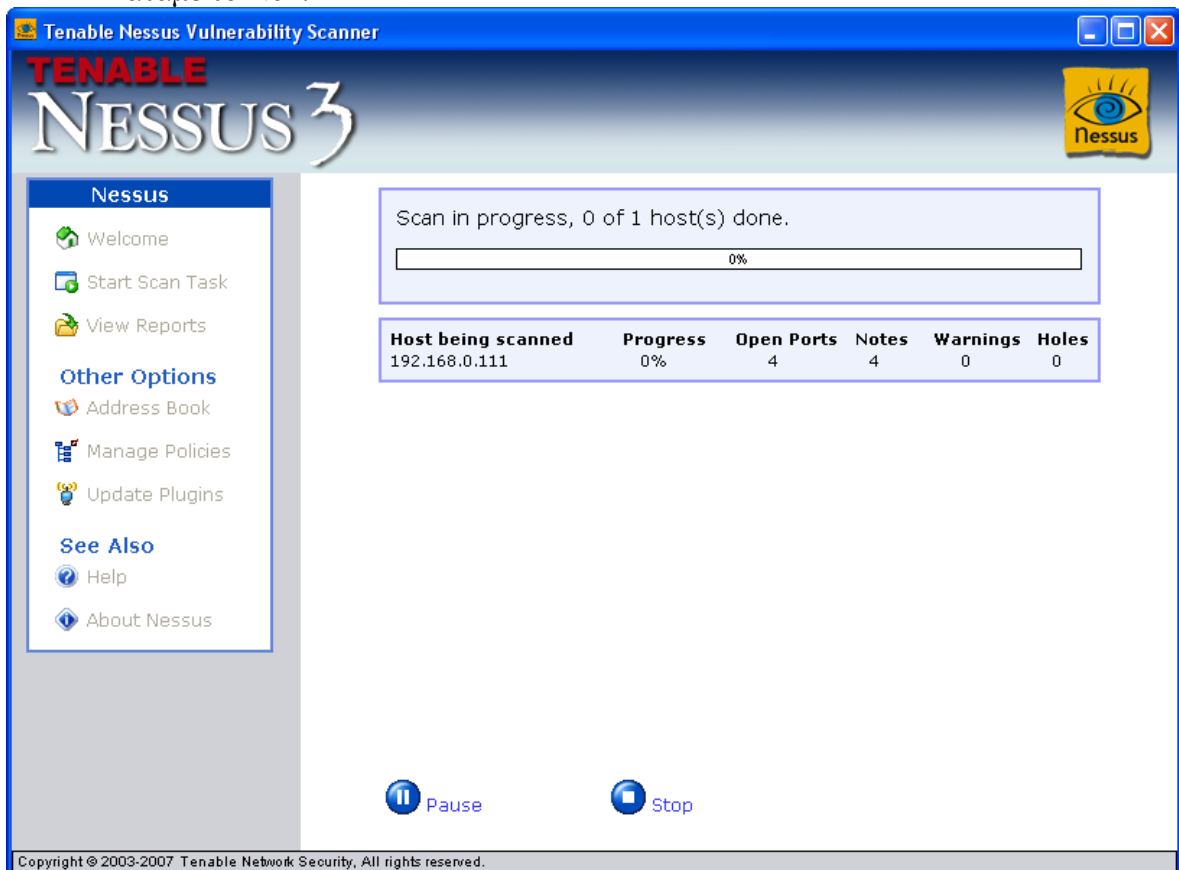 Tenable Nessus Vulnerability Scanner
TENABLE
NESSUS 3
Nessus
Nessus
Welcome
Start Scan Task
View Reports
Other Options
Address Book
Manage Policies
Update Plugins
See Also
Help
About Nessus
Scan in progress, 0 of 1 host(s) done.
0%
Host being scanned Progress Open Ports Notes Warnings Holes
192.168.0.111 0% 4 4 0 0
Pause Stop
Copyright © 2003-2007 Tenable Network Security, All rights reserved.